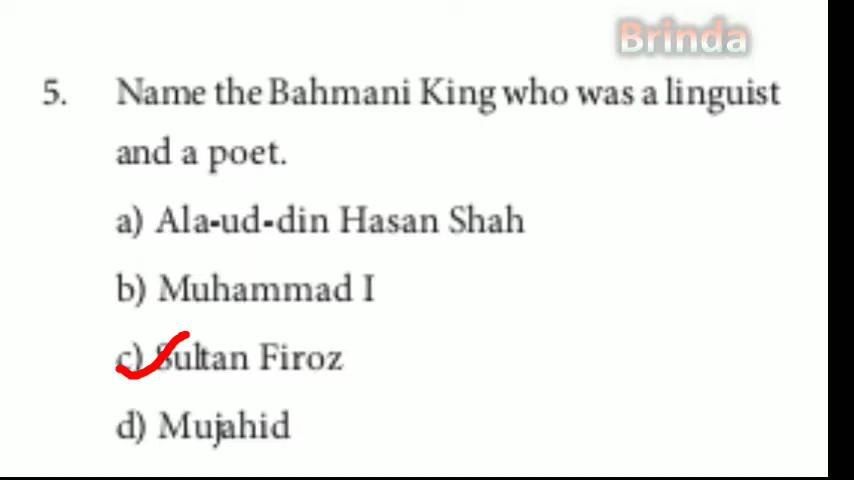 Brinda
5. Name the Bahmani King who was a linguist
and a poet.
a) Ala-ud-din Hasan Shah
b) Muhammad I
c) Sultan Firoz
d) Mujahid